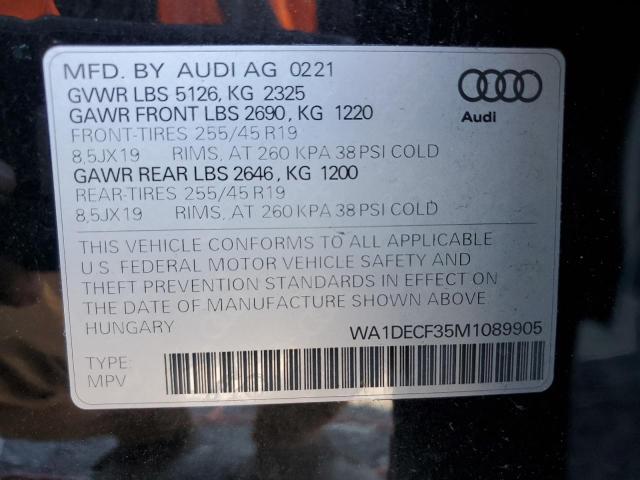 MFD. BY AUDI AG 0221
GVWR LBS 5126, KG 2325
GAWR FRONT LBS 2690, KG 1220
FRONT-TIRES 255/45 R19
8,5JX19 RIMS, AT 260 KPA 38 PSI COLD
GAWR REAR LBS 2646, KG 1200
REAR-TIRES 255/45 R19
8,5JX19 RIMS, AT 260 KPA 38 PSI COLD
Audi
THIS VEHICLE CONFORMS TO ALL APPLICABLE
U.S. FEDERAL MOTOR VEHICLE SAFETY AND
THEFT PREVENTION STANDARDS IN EFFECT ON
THE DATE OF MANUFACTURE SHOWN ABOVE
HUNGARY WA1DECF35M1089905
TYPE:
MPV